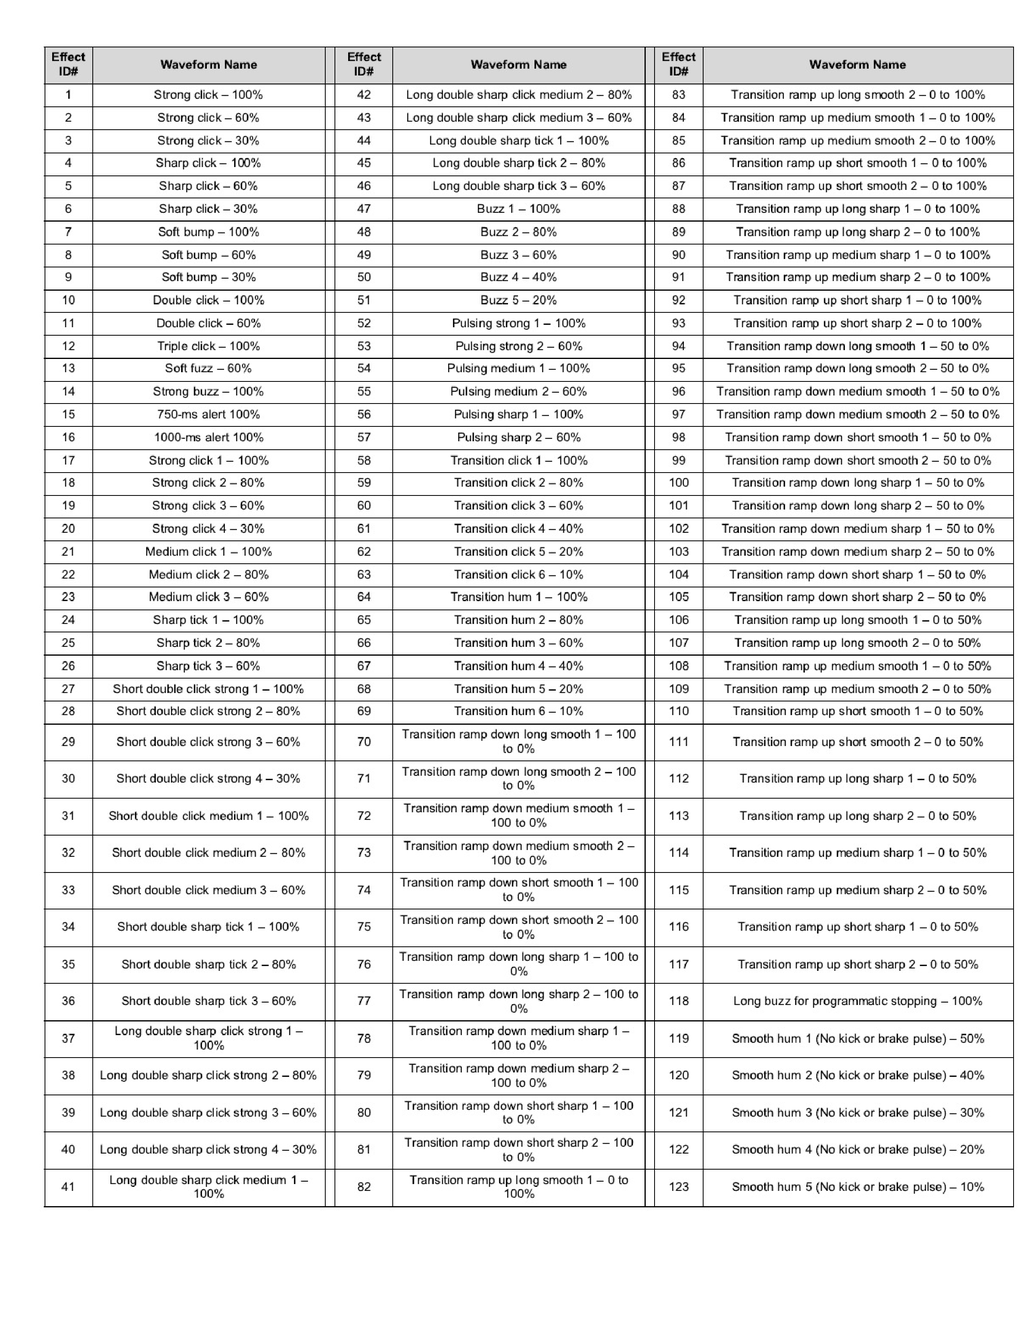 Effect ID# Waveform Name Effect ID# Waveform Name Effect ID# Waveform Name
1 Strong click – 100% 42 Long double sharp click medium 2 – 80% 83 Transition ramp up long smooth 2 – 0 to 100%
2 Strong click – 60% 43 Long double sharp click medium 3 – 60% 84 Transition ramp up medium smooth 1 – 0 to 100%
3 Strong click – 30% 44 Long double sharp tick 1 – 100% 85 Transition ramp up medium smooth 2 – 0 to 100%
4 Sharp click – 100% 45 Long double sharp tick 2 – 80% 86 Transition ramp up short smooth 1 – 0 to 100%
5 Sharp click – 60% 46 Long double sharp tick 3 – 60% 87 Transition ramp up short smooth 2 – 0 to 100%
6 Sharp click – 30% 47 Buzz 1 – 100% 88 Transition ramp up long sharp 1 – 0 to 100%
7 Soft bump – 100% 48 Buzz 2 – 80% 89 Transition ramp up long sharp 2 – 0 to 100%
8 Soft bump – 60% 49 Buzz 3 – 60% 90 Transition ramp up medium sharp 1 – 0 to 100%
9 Soft bump – 30% 50 Buzz 4 – 40% 91 Transition ramp up medium sharp 2 – 0 to 100%
10 Double click – 100% 51 Buzz 5 – 20% 92 Transition ramp up short sharp 1 – 0 to 100%
11 Double click – 60% 52 Pulsing strong 1 – 100% 93 Transition ramp up short sharp 2 – 0 to 100%
12 Triple click – 100% 53 Pulsing strong 2 – 60% 94 Transition ramp down long smooth 1 – 50 to 0%
13 Soft fuzz – 60% 54 Pulsing medium 1 – 100% 95 Transition ramp down long smooth 2 – 50 to 0%
14 Strong buzz – 100% 55 Pulsing medium 2 – 60% 96 Transition ramp down medium smooth 1 – 50 to 0%
15 750-ms alert 100% 56 Pulsing sharp 1 – 100% 97 Transition ramp down medium smooth 2 – 50 to 0%
16 1000-ms alert 100% 57 Pulsing sharp 2 – 60% 98 Transition ramp down short smooth 1 – 50 to 0%
17 Strong click 1 – 100% 58 Transition click 1 – 100% 99 Transition ramp down short smooth 2 – 50 to 0%
18 Strong click 2 – 80% 59 Transition click 2 – 80% 100 Transition ramp down long sharp 1 – 50 to 0%
19 Strong click 3 – 60% 60 Transition click 3 – 60% 101 Transition ramp down long sharp 2 – 50 to 0%
20 Strong click 4 – 30% 61 Transition click 4 – 40% 102 Transition ramp down medium sharp 1 – 50 to 0%
21 Medium click 1 – 100% 62 Transition click 5 – 20% 103 Transition ramp down medium sharp 2 – 50 to 0%
22 Medium click 2 – 80% 63 Transition click 6 – 10% 104 Transition ramp down short sharp 1 – 50 to 0%
23 Medium click 3 – 60% 64 Transition hum 1 – 100% 105 Transition ramp down short sharp 2 – 50 to 0%
24 Sharp tick 1 – 100% 65 Transition hum 2 – 80% 106 Transition ramp up long smooth 1 – 0 to 50%
25 Sharp tick 2 – 80% 66 Transition hum 3 – 60% 107 Transition ramp up long smooth 2 – 0 to 50%
26 Sharp tick 3 – 60% 67 Transition hum 4 – 40% 108 Transition ramp up medium smooth 1 – 0 to 50%
27 Short double click strong 1 – 100% 68 Transition hum 5 – 20% 109 Transition ramp up medium smooth 2 – 0 to 50%
28 Short double click strong 2 – 80% 69 Transition hum 6 – 10% 110 Transition ramp up short smooth 1 – 0 to 50%
29 Short double click strong 3 – 60% 70 Transition ramp down long smooth 1 – 100 to 0% 111 Transition ramp up short smooth 2 – 0 to 50%
30 Short double click strong 4 – 30% 71 Transition ramp down long smooth 2 – 100 to 0% 112 Transition ramp up long sharp 1 – 0 to 50%
31 Short double click medium 1 – 100% 72 Transition ramp down medium smooth 1 – 100 to 0% 113 Transition ramp up long sharp 2 – 0 to 50%
32 Short double click medium 2 – 80% 73 Transition ramp down medium smooth 2 – 100 to 0% 114 Transition ramp up medium sharp 1 – 0 to 50%
33 Short double click medium 3 – 60% 74 Transition ramp down short smooth 1 – 100 to 0% 115 Transition ramp up medium sharp 2 – 0 to 50%
34 Short double sharp tick 1 – 100% 75 Transition ramp down short smooth 2 – 100 to 0% 116 Transition ramp up short sharp 1 – 0 to 50%
35 Short double sharp tick 2 – 80% 76 Transition ramp down long sharp 1 – 100 to 0% 117 Transition ramp up short sharp 2 – 0 to 50%
36 Short double sharp tick 3 – 60% 77 Transition ramp down long sharp 2 – 100 to 0% 118 Long buzz for programmatic stopping – 100%
37 Long double sharp click strong 1 – 100% 78 Transition ramp down medium sharp 1 – 100 to 0% 119 Smooth hum 1 (No kick or brake pulse) – 50%
38 Long double sharp click strong 2 – 80% 79 Transition ramp down medium sharp 2 – 100 to 0% 120 Smooth hum 2 (No kick or brake pulse) – 40%
39 Long double sharp click strong 3 – 60% 80 Transition ramp down short sharp 1 – 100 to 0% 121 Smooth hum 3 (No kick or brake pulse) – 30%
40 Long double sharp click strong 4 – 30% 81 Transition ramp down short sharp 2 – 100 to 0% 122 Smooth hum 4 (No kick or brake pulse) – 20%
41 Long double sharp click medium 1 – 100% 82 Transition ramp up long smooth 1 – 0 to 100% 123 Smooth hum 5 (No kick or brake pulse) – 10%